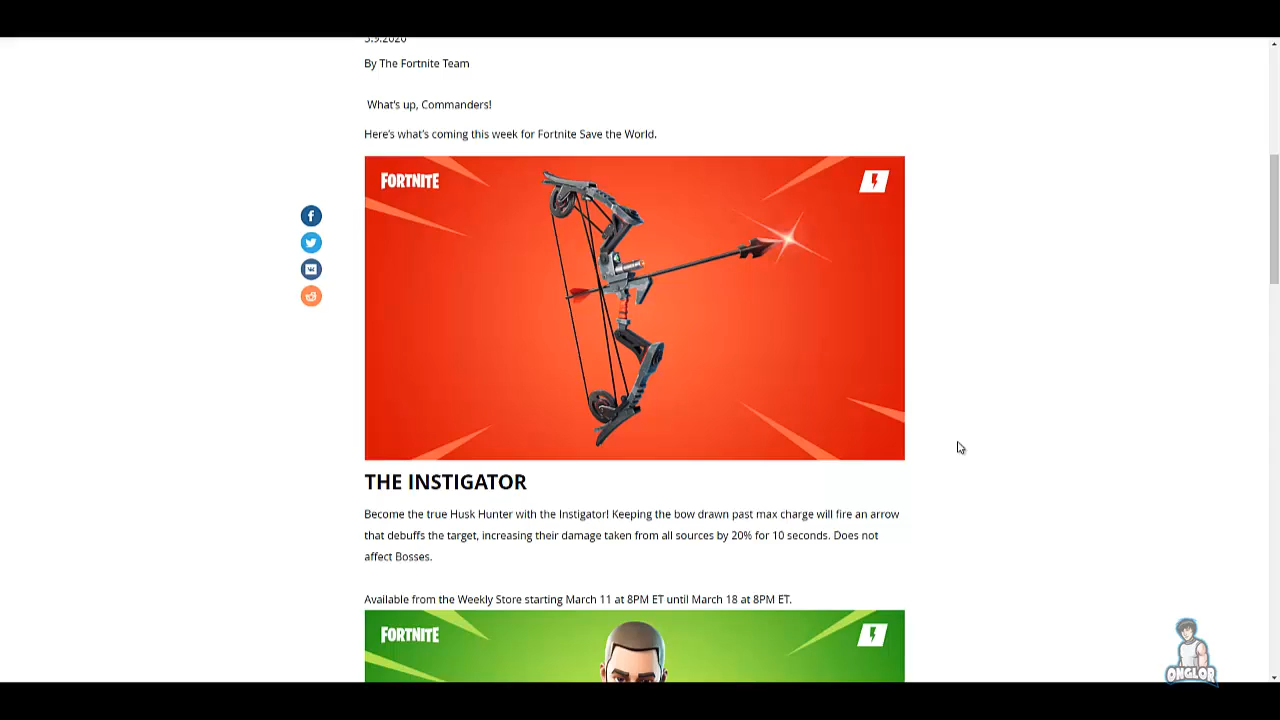 3.9.2020
By The Fortnite Team
What's up, Commanders!
Here's what's coming this week for Fortnite Save the World.
FORTNITE
THE INSTIGATOR
Become the true Husk Hunter with the Instigator! Keeping the bow drawn past max charge will fire an arrow
that debuffs the target, increasing their damage taken from all sources by 20% for 10 seconds. Does not
affect Bosses.
Available from the Weekly Store starting March 11 at 8PM ET until March 18 at 8PM ET.
FORTNITE
ONGLOR